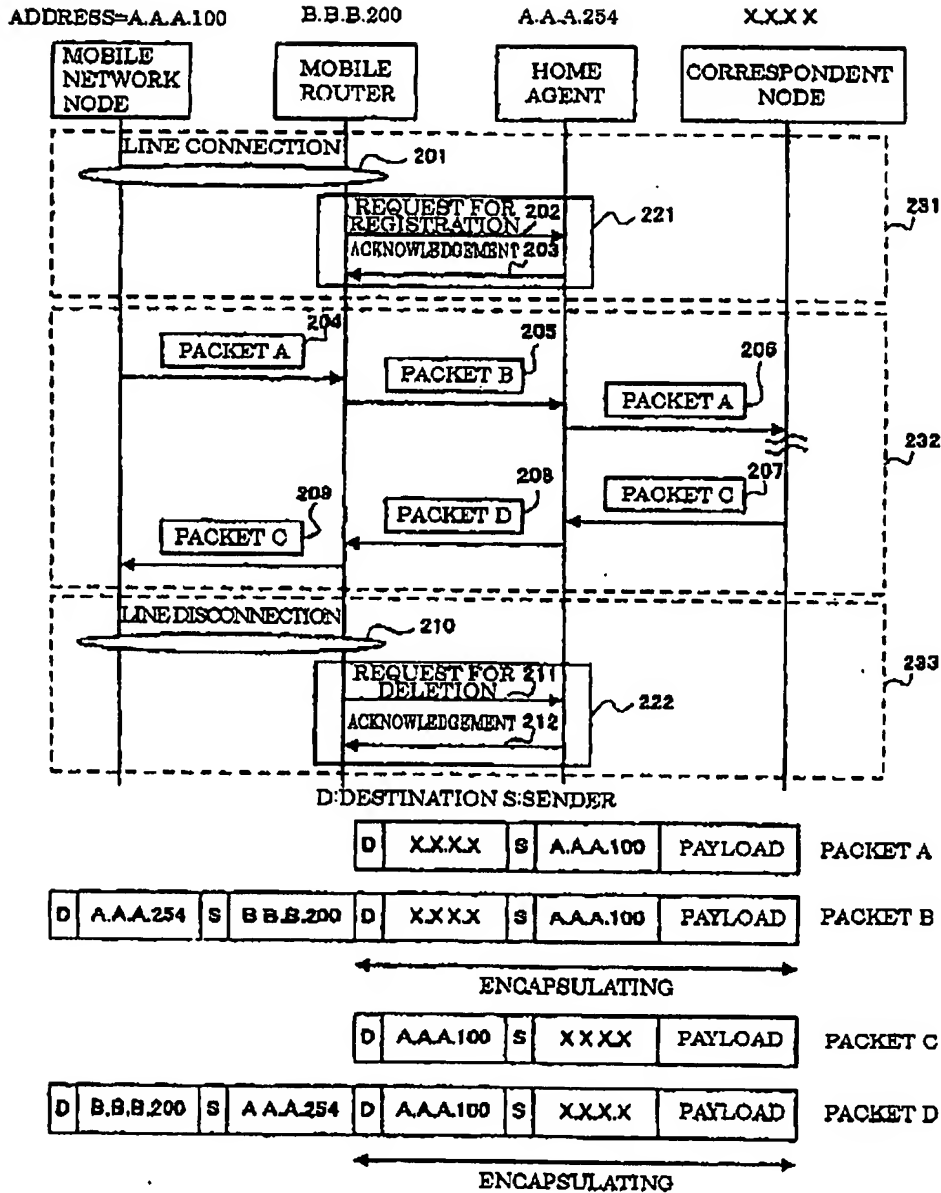 ADDRESS=A.A.A.100 B.B.B.200 A.A.A.254 X.X.X X
MOBILE NETWORK NODE
MOBILE ROUTER
HOME AGENT
CORRESPONDENT NODE
LINE CONNECTION 201
REQUEST FOR REGISTRATION 202 221 231
ACKNOWLEDGEMENT 203
204 PACKET A
205 PACKET B
206 PACKET A
232
207 PACKET C
208 PACKET D
209 PACKET C
LINE DISCONNECTION 210
233
REQUEST FOR DELETION 211
222
ACKNOWLEDGEMENT 212
D:DESTINATION S:SENDER
D X.X.X.X S A.A.A.100 PAYLOAD PACKET A
D A.A.A.254 S B B.B.200 D X.X X.X S A.A.A.100 PAYLOAD PACKET B
ENCAPSULATING
D A.A.A.100 S X X X.X PAYLOAD PACKET C
D B.B.B.200 S A A.A.254 D A.A.A.100 S X.X.X.X PAYLOAD PACKET D
ENCAPSULATING